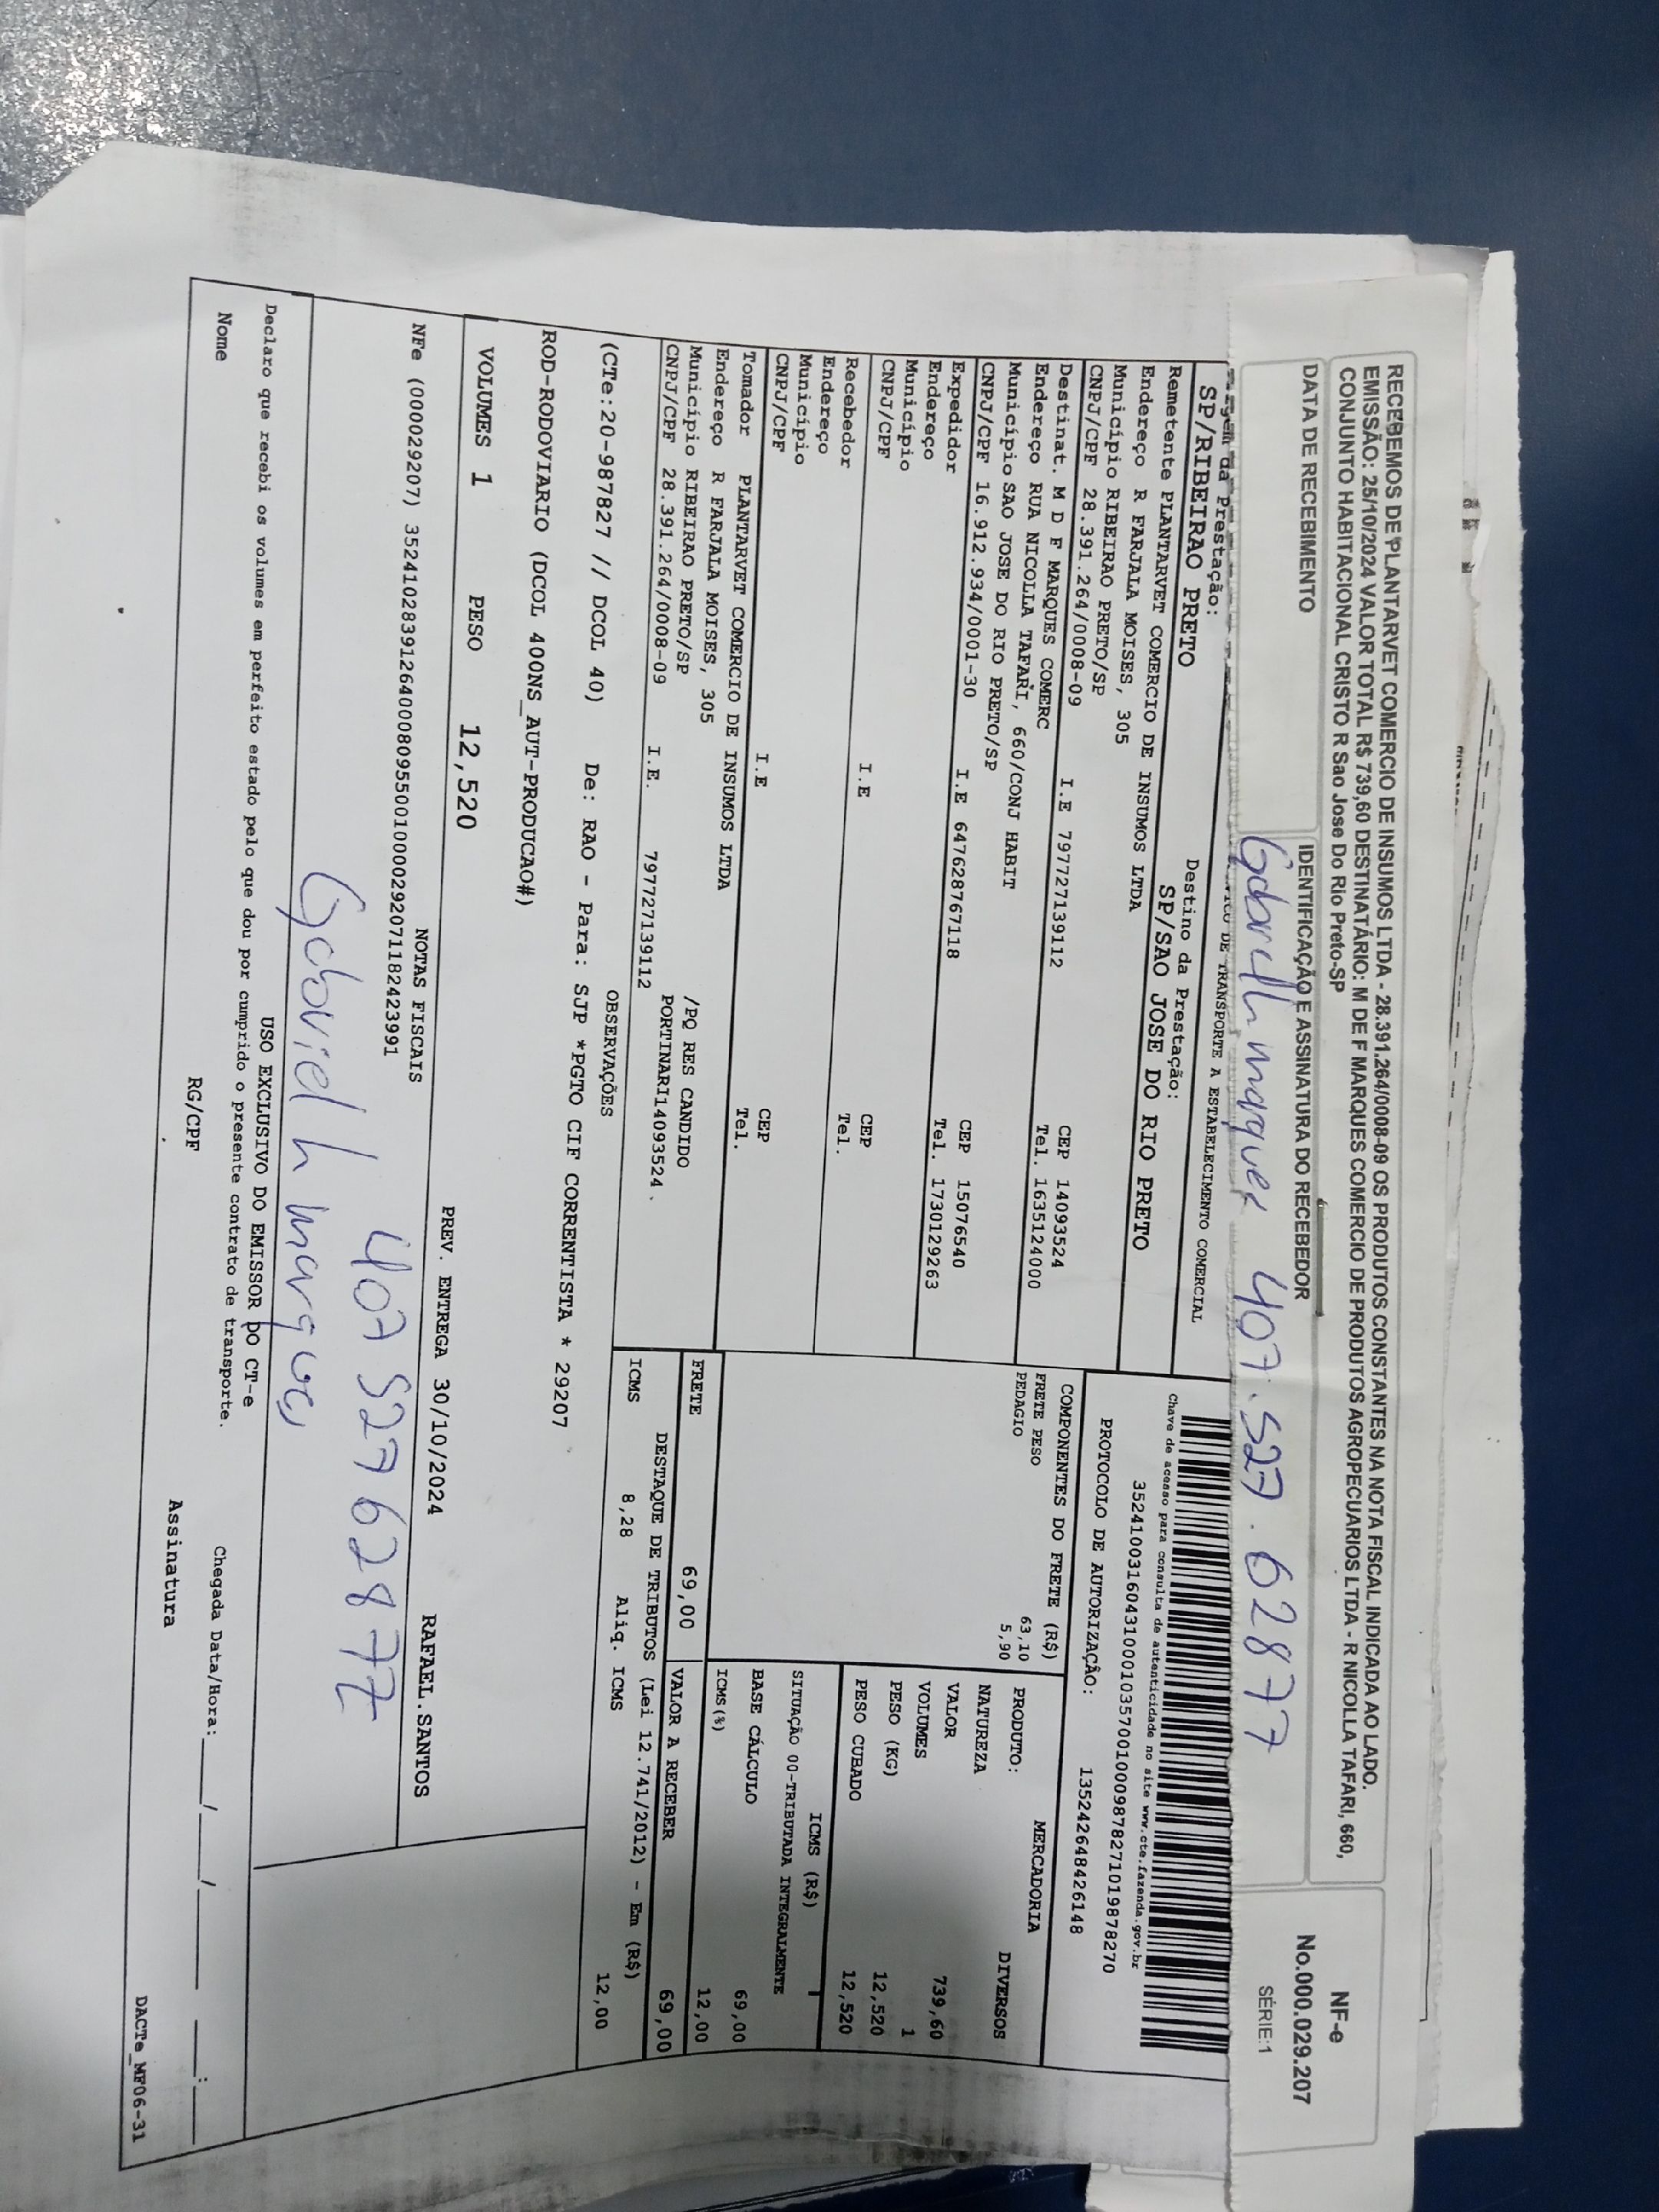 RECEBEMOS DE PLANTARVET COMERCIO DE INSUMOS LTDA - 28.391.264/0008-09 OS PRODUTOS CONSTANTES NA NOTA FISCAL INDICADA AO LADO.
EMISSÃO: 25/10/2024 VALOR TOTAL R$ 739,60 DESTINATÁRIO: M DE F MARQUES COMERCIO DE PRODUTOS AGROPECUARIOS LTDA - R NICOLLA TAFARI, 660,
CONJUNTO HABITACIONAL CRISTO R Sao Jose Do Rio Preto-SP
NF-e
No.000.029.207
SÉRIE:1
DATA DE RECEBIMENTO
IDENTIFICAÇÃO E ASSINATURA DO RECEBEDOR
Gabriel h marques 407.527.628 77
da Prestação:
SP/RIBEIRAO PRETO
DE TRANSPORTE A ESTABELECIMENTO COMERCIAL
Destino da Prestação:
SP/SAO JOSE DO RIO PRETO
Remetente PLANTARVET COMERCIO DE INSUMOS LTDA
Endereço R FARJALA MOISES, 305
Município RIBEIRAO PRETO/SP
CNPJ/CPF 28.391.264/0008-09 I.E 797727139112
CEP 14093524
Tel. 1635124000
Destinat. M D F MARQUES COMERC
Endereço RUA NICOLLA TAFARI, 660/CONJ HABIT
Município SAO JOSE DO RIO PRETO/SP
CNPJ/CPF 16.912.934/0001-30 I.E 647628767118
CEP 15076540
Tel. 1730129263
Expedidor
Endereço
Município
CNPJ/CPF I.E
CEP
Tel.
Recebedor
Endereço
Município
CNPJ/CPF I.E
CEP
Tel.
Tomador PLANTARVET COMERCIO DE INSUMOS LTDA
Endereço R FARJALA MOISES, 305
/PQ RES CANDIDO
Município RIBEIRAO PRETO/SP
PORTINARI14093524
CNPJ/CPF 28.391.264/0008-09 I.E. 797727139112
Chave de acesso para consulta de autenticidade no site www.cte.fazenda.gov.br
35241003160431000103570010009878271019878270
PROTOCOLO DE AUTORIZAÇÃO: 135242648426148
COMPONENTES DO FRETE (R$)
FRETE PESO 63,10
PEDAGIO 5,90
MERCADORIA
PRODUTO: DIVERSOS
NATUREZA
VALOR 739,60
VOLUMES 1
PESO (KG) 12,520
PESO CUBADO 12,520
ICMS (R$)
SITUAÇÃO 00-TRIBUTADA INTEGRALMENTE
BASE CÁLCULO 69,00
ICMS(%) 12,00
FRETE 69,00
VALOR A RECEBER 69,00
DESTAQUE DE TRIBUTOS (Lei 12.741/2012) - Em (R$)
ICMS 8,28 Aliq. ICMS 12,00
OBSERVAÇÕES
(CTe:20-987827 // DCOL 40) De: RAO - Para: SJP *PGTO CIF CORRENTISTA * 29207
ROD-RODOVIARIO (DCOL 400NS_AUT-PRODUCAO#)
VOLUMES 1 PESO 12,520
PREV. ENTREGA 30/10/2024 RAFAEL.SANTOS
NOTAS FISCAIS
NFe (000029207) 35241028391264000809550010000292071182423991
407 527 628 77
Gabriel h marques
USO EXCLUSIVO DO EMISSOR DO CT-e
Declaro que recebi os volumes em perfeito estado pelo que dou por cumprido o presente contrato de transporte.
Nome RG/CPF
Chegada Data/Hora: ____/____/______ ____:____
Assinatura
DACTe_MF06-31